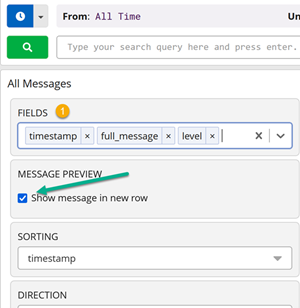 From: All Time Un
Type your search query here and press enter.
All Messages
FIELDS 1
timestamp × full_message × level ×
MESSAGE PREVIEW
Show message in new row
SORTING
timestamp
DIRECTION